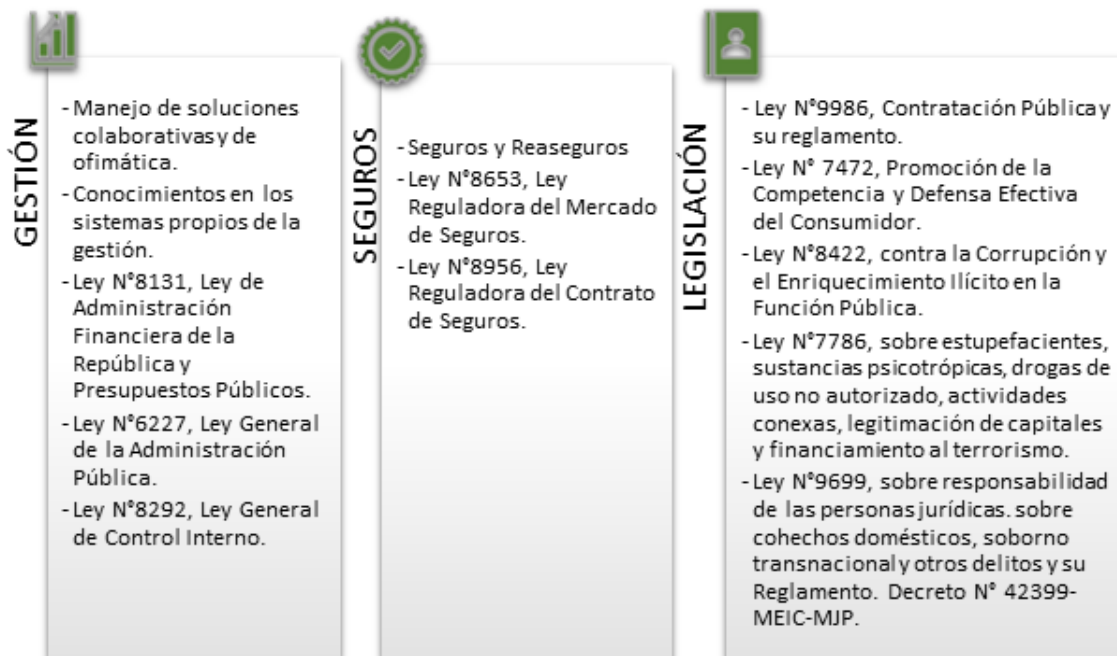 GESTIÓN
- Manejo de soluciones
colaborativas y de
ofimática.
- Conocimientos en los
sistemas propios de la
gestión.
- Ley N°8131, Ley de
Administración
Financiera de la
República y
Presupuestos Públicos.
- Ley N°6227, Ley General
de la Administración
Pública.
- Ley N°8292, Ley General
de Control Interno.
SEGUROS
- Seguros y Reaseguros
- Ley N°8653, Ley
Reguladora del Mercado
de Seguros.
- Ley N°8956, Ley
Reguladora del Contrato
de Seguros.
LEGISLACIÓN
- Ley N°9986, Contratación Pública y
su reglamento.
- Ley N° 7472, Promoción de la
Competencia y Defensa Efectiva
del Consumidor.
- Ley N°8422, contra la Corrupción y
el Enriquecimiento Ilícito en la
Función Pública.
- Ley N°7786, sobre estupefacientes,
sustancias psicotrópicas, drogas de
uso no autorizado, actividades
conexas, legitimación de capitales
y financiamiento al terrorismo.
- Ley N°9699, sobre responsabilidad
de las personas jurídicas. sobre
cohechos domésticos, soborno
transnacional y otros delitos y su
Reglamento. Decreto N° 42399-
MEIC-MJP.